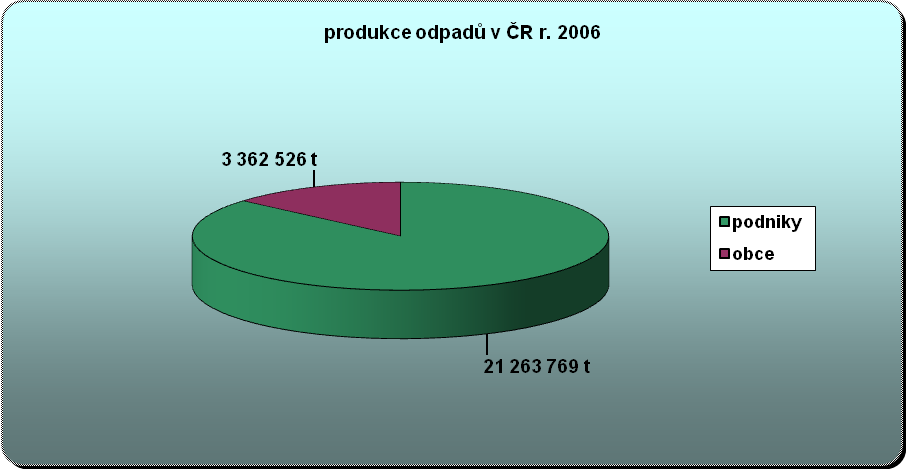 produkce odpadů v ČR r. 2006
3 362 526 t
podniky
obce
21 263 769 t